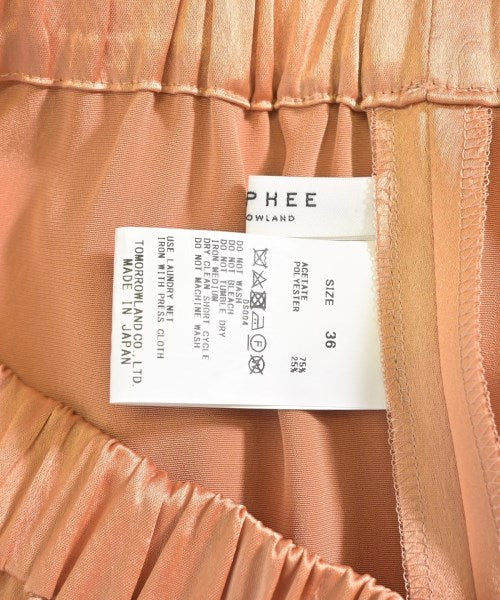 PHEE
ROWLAND
SIZE 36
ACETATE 75%
POLYESTER 25%
DS004
DO NOT WASH
DO NOT BLEACH
DO NOT TUMBLE DRY
IRON MEDIUM
DRY CLEAN SHORT CYCLE
DO NOT MACHINE WASH
USE LAUNDRY NET
IRON WITH PRESS CLOTH
TOMORROWLAND CO., LTD.
MADE IN JAPAN